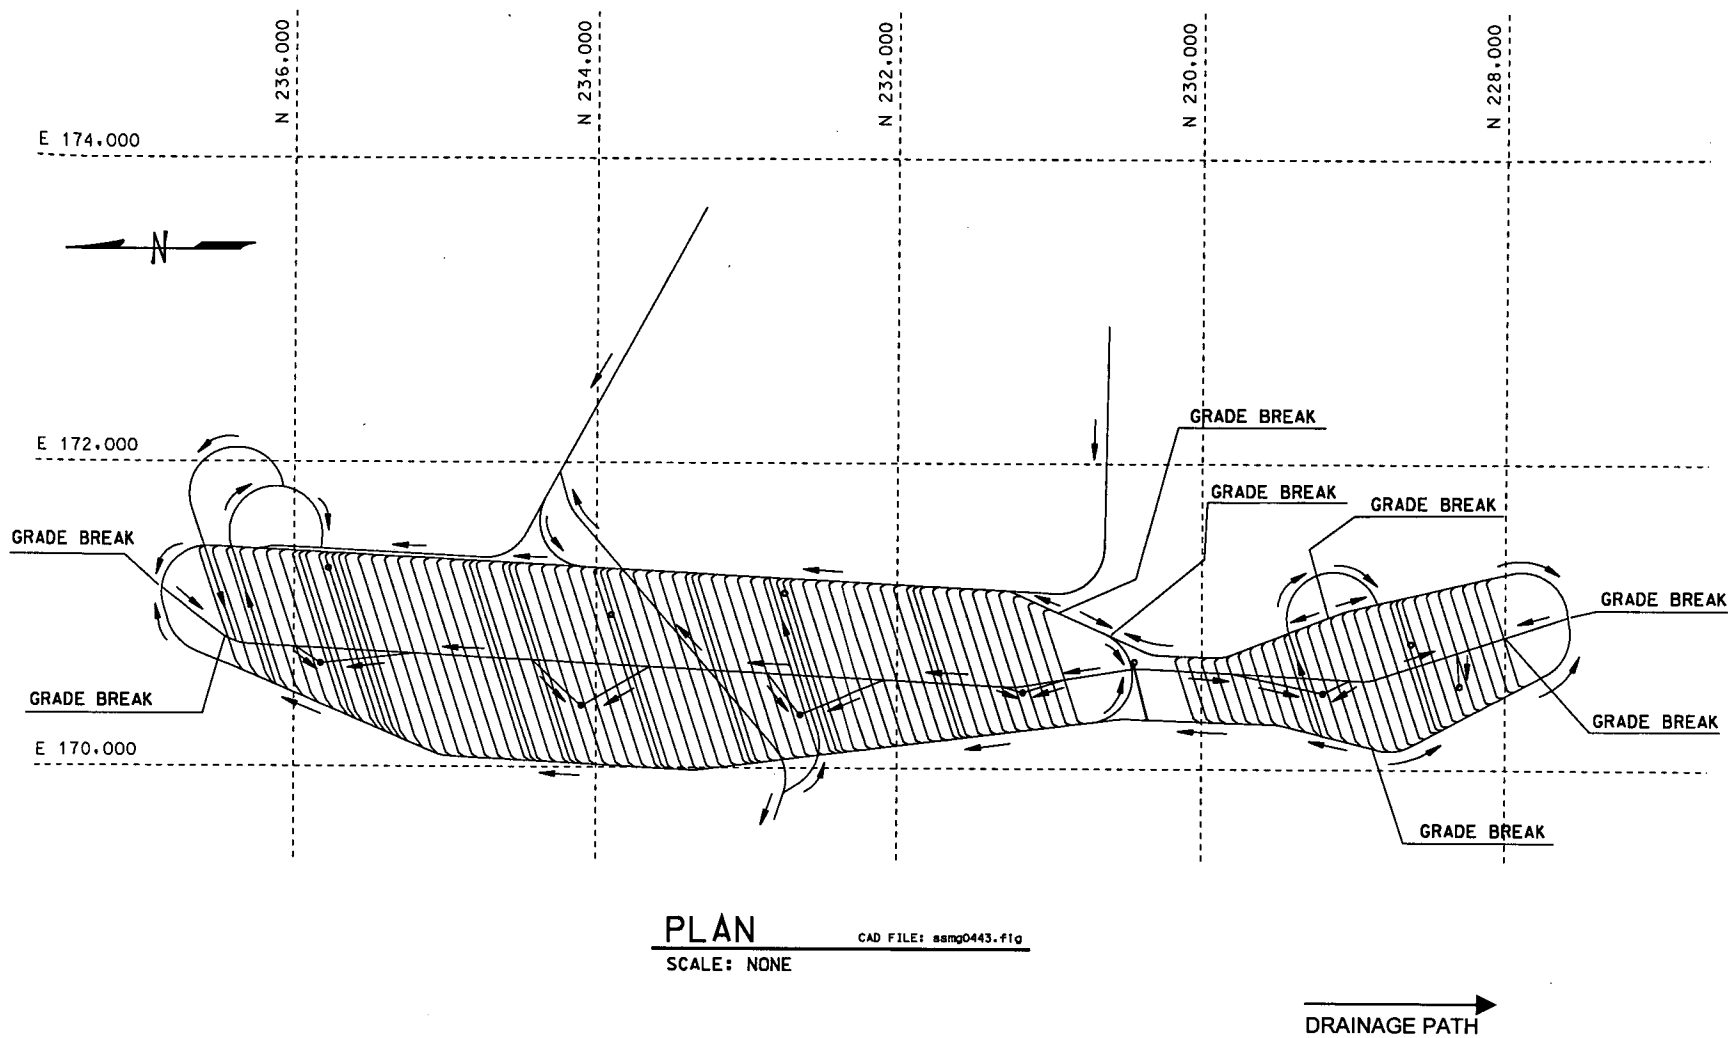 N 236.000
N 234.000
N 232.000
N 230.000
N 228.000
E 174.000
N
E 172.000
GRADE BREAK
GRADE BREAK
GRADE BREAK
GRADE BREAK
GRADE BREAK
GRADE BREAK
GRADE BREAK
E 170.000
GRADE BREAK
PLAN
CAD FILE: ssmg0443.fig
SCALE: NONE
DRAINAGE PATH